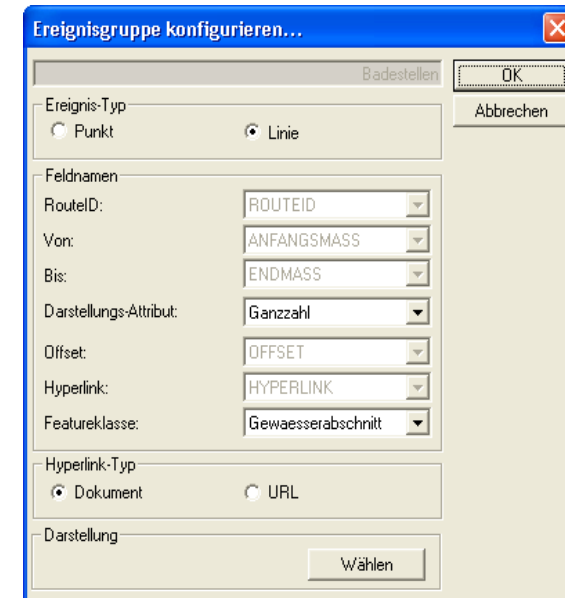 Ereignisgruppe konfigurieren...
Badestellen
OK
Abbrechen
Ereignis-Typ
Punkt
Linie
Feldnamen
RouteID: ROUTEID
Von: ANFANGSMASS
Bis: ENDMASS
Darstellungs-Attribut: Ganzzahl
Offset: OFFSET
Hyperlink: HYPERLINK
Featureklasse: Gewaesserabschnitt
Hyperlink-Typ
Dokument
URL
Darstellung
Wählen